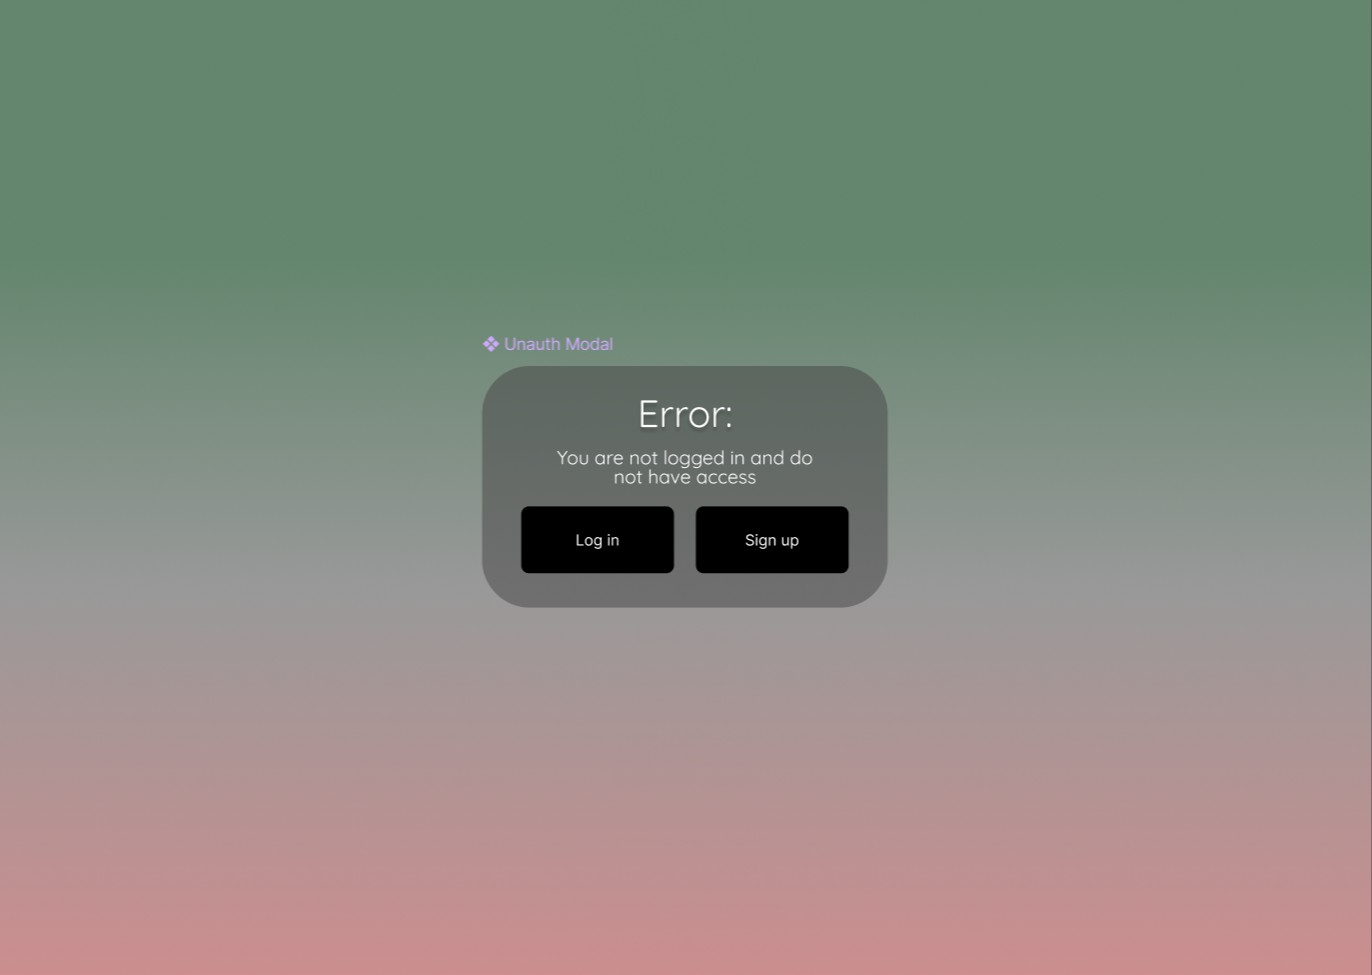 Unauth Modal
Error:
You are not logged in and do
not have access
Log in
Sign up